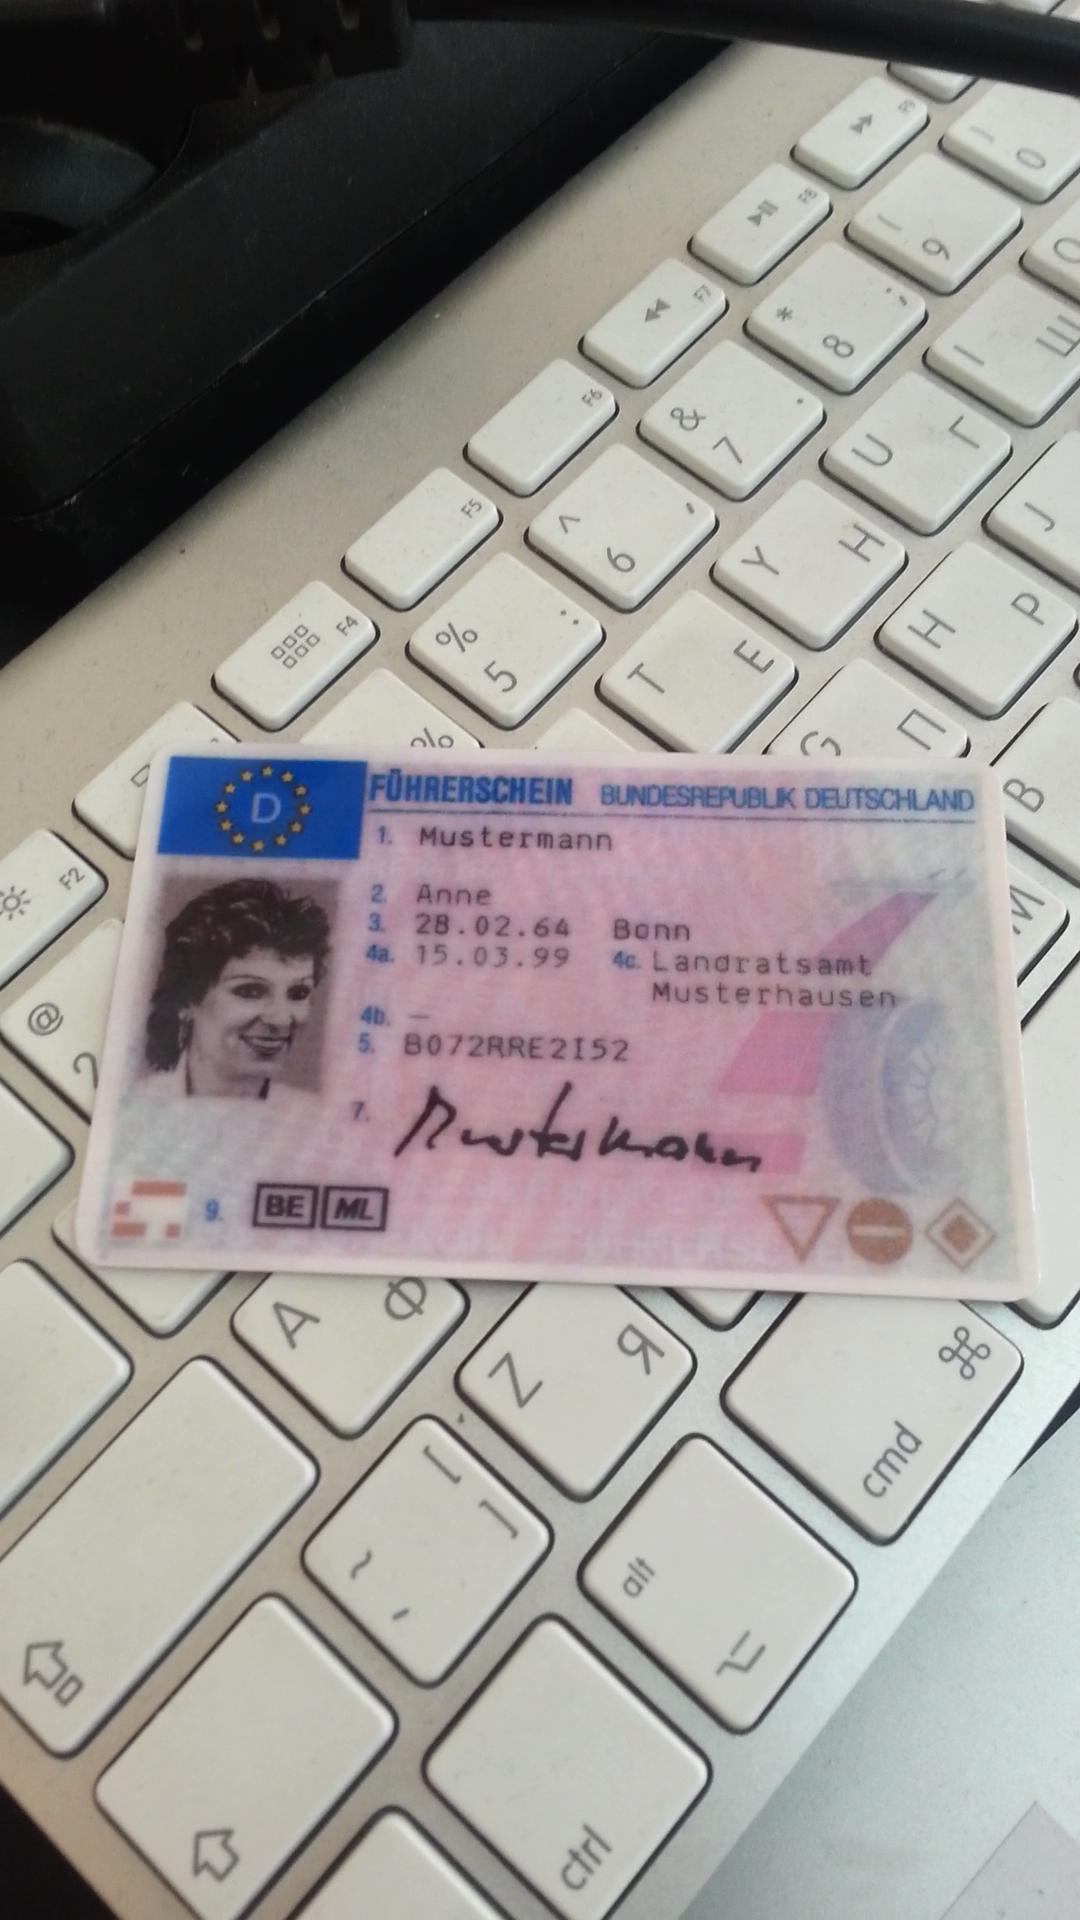 F9
0
F8
9
F7
* ;
8
F6
&
7 .
U Г
F5
^ ,
6
Y Н
J
F4
% :
5
T Е
H Р
%
G П
В
F2
М
@
2
D
FÜHRERSCHEIN BUNDESREPUBLIK DEUTSCHLAND
1. Mustermann
2. Anne
3. 28.02.64 Bonn
4a. 15.03.99 4c. Landratsamt
Musterhausen
4b. –
5. B072RRE2I52
7. Mustermann
9. BE ML
A Ф
Z Я
⌘
cmd
[
]
~
alt
⌥
ctrl